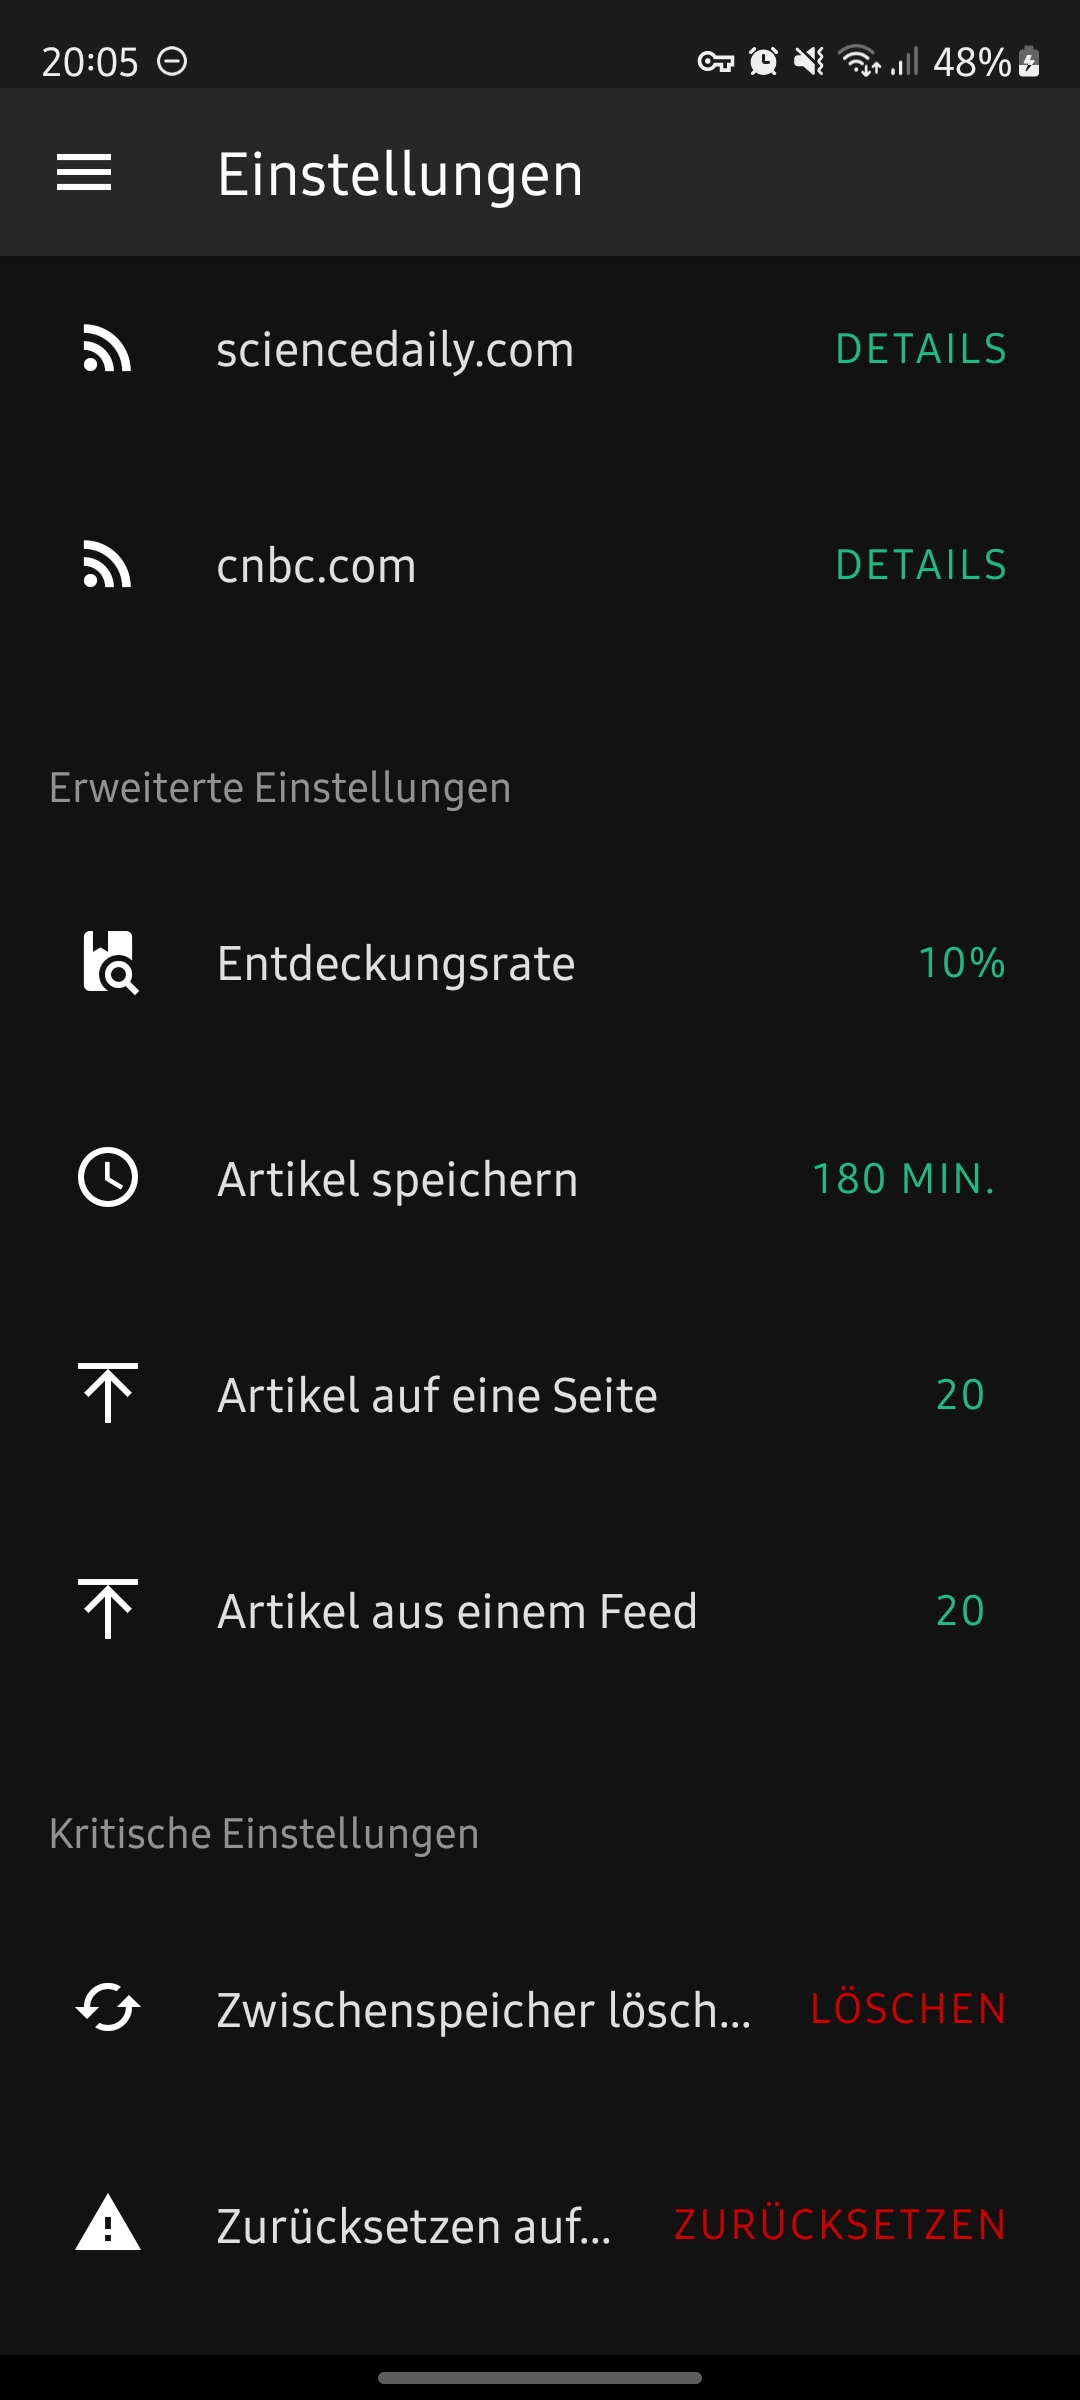 20:05 48%
Einstellungen
sciencedaily.com DETAILS
cnbc.com DETAILS
Erweiterte Einstellungen
Entdeckungsrate 10%
Artikel speichern 180 MIN.
Artikel auf eine Seite 20
Artikel aus einem Feed 20
Kritische Einstellungen
Zwischenspeicher lösch... LÖSCHEN
Zurücksetzen auf... ZURÜCKSETZEN